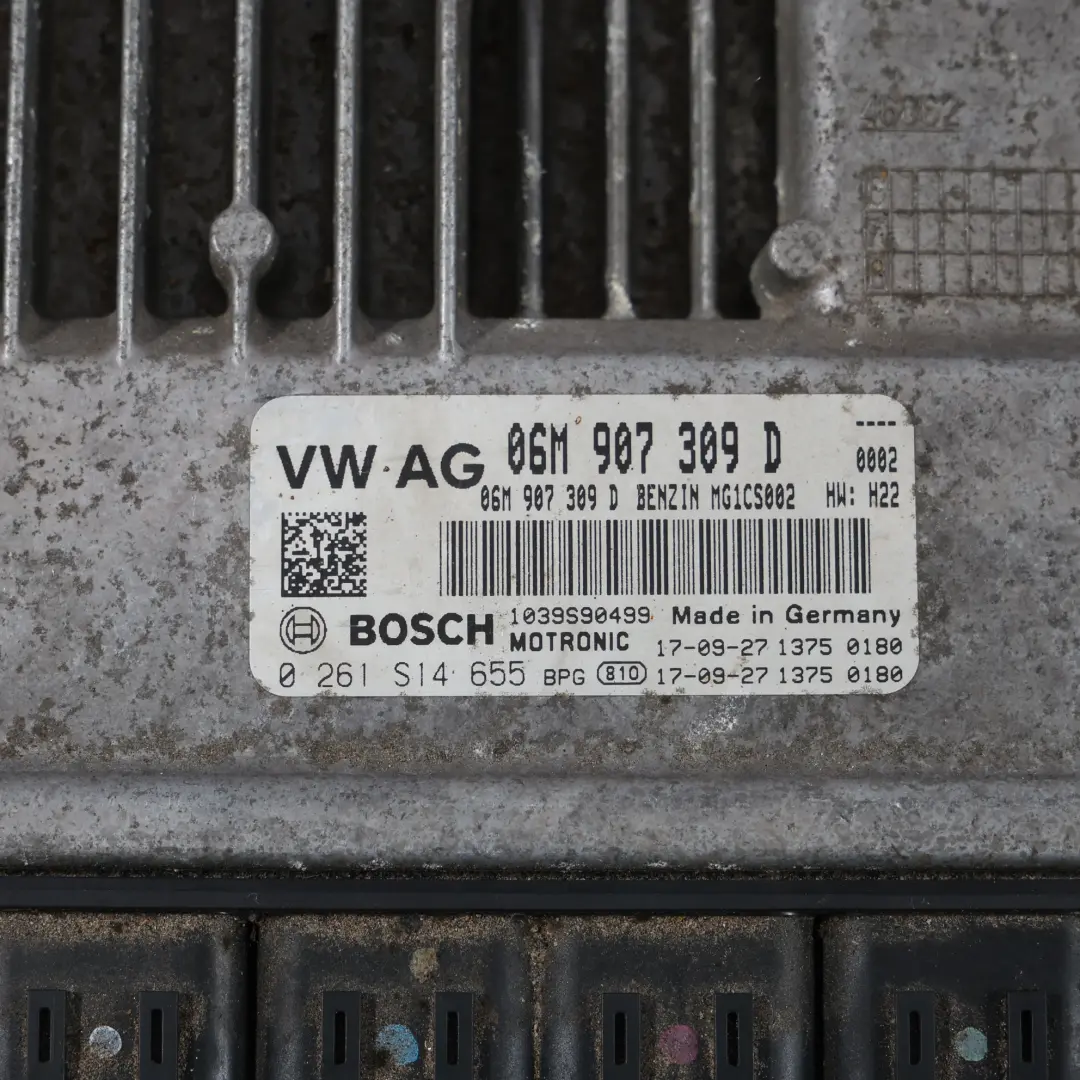 VW AG 06M 907 309 D ----
0002
06M 907 309 D BENZIN MG1CS002 HW: H22
BOSCH 1039S90499 Made in Germany
MOTRONIC 17-09-27 1375 0180
0 261 S14 655 BPG 810 17-09-27 1375 0180